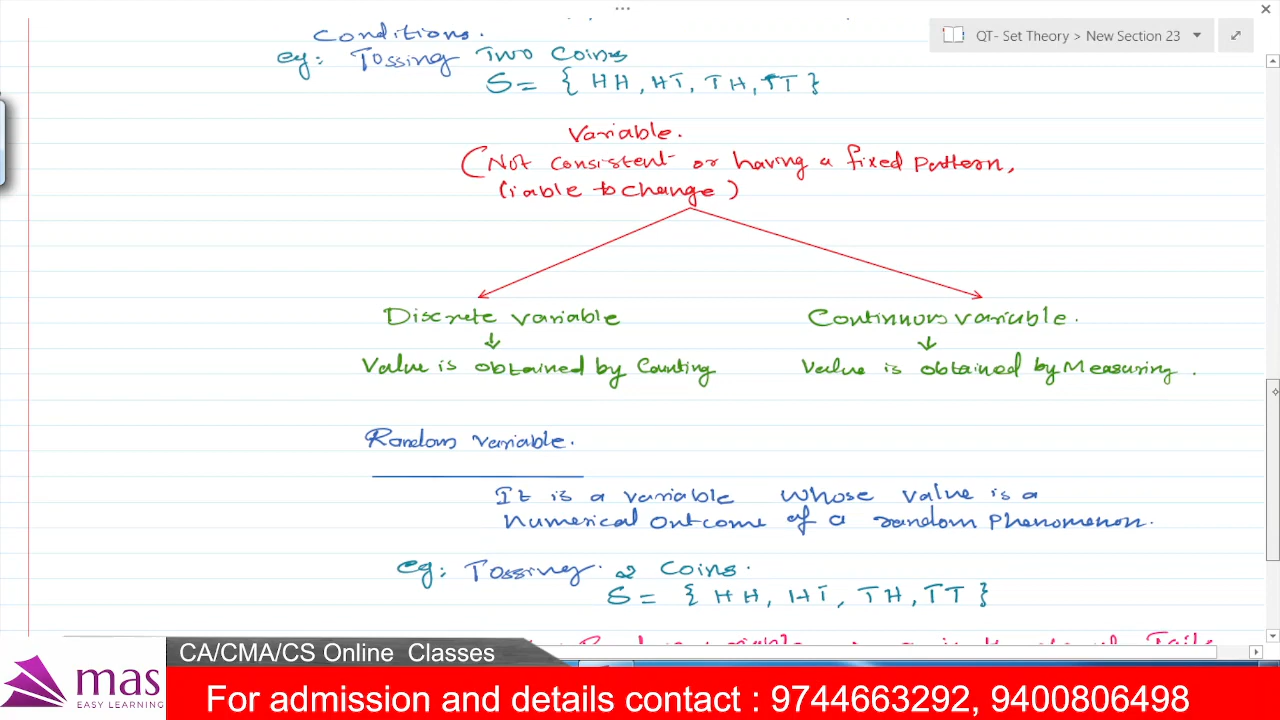 Conditions.
QT- Set Theory > New Section 23
eg: Tossing Two Coins
S = { HH, HT, TH, TT }
Variable.
(Not consistent or having a fixed pattern,
liable to change)
Discrete variable
Continuous variable.
Value is obtained by Counting
Value is obtained by Measuring.
Random variable.
It is a variable whose value is a
numerical outcome of a random phenomenon.
eg: Tossing 2 coins.
S = { HH, HT, TH, TT }
CA/CMA/CS Online Classes
mas
EASY LEARNING
For admission and details contact : 9744663292, 9400806498